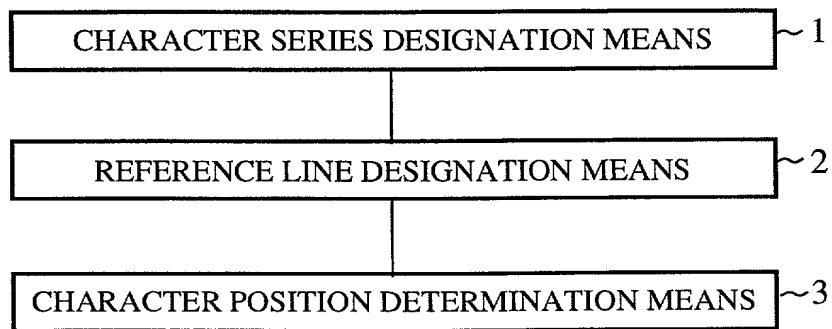 CHARACTER SERIES DESIGNATION MEANS ~1
REFERENCE LINE DESIGNATION MEANS ~2
CHARACTER POSITION DETERMINATION MEANS ~3